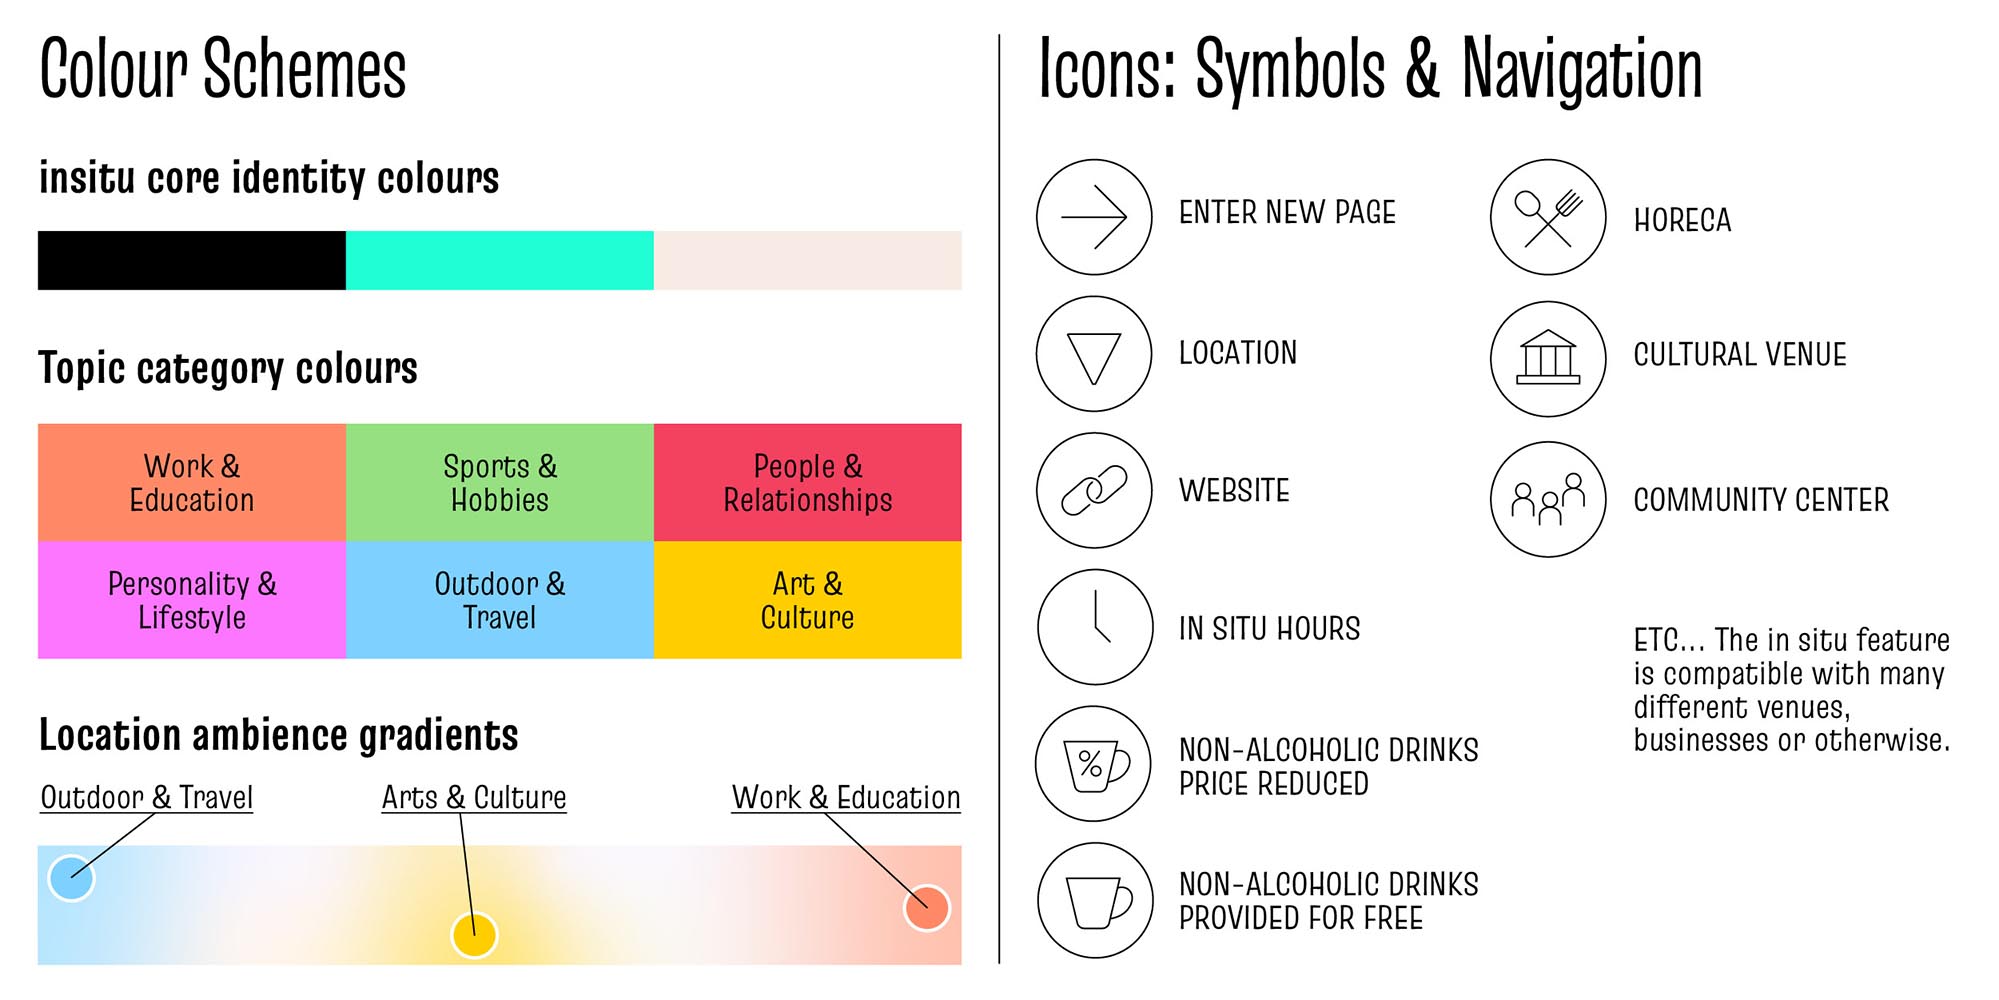 Colour Schemes
insitu core identity colours
Topic category colours
Work &
Education
Sports &
Hobbies
People &
Relationships
Personality &
Lifestyle
Outdoor &
Travel
Art &
Culture
Location ambience gradients
Outdoor & Travel
Arts & Culture
Work & Education
Icons: Symbols & Navigation
ENTER NEW PAGE
LOCATION
WEBSITE
IN SITU HOURS
%
NON-ALCOHOLIC DRINKS
PRICE REDUCED
NON-ALCOHOLIC DRINKS
PROVIDED FOR FREE
HORECA
CULTURAL VENUE
COMMUNITY CENTER
ETC... The in situ feature
is compatible with many
different venues,
businesses or otherwise.